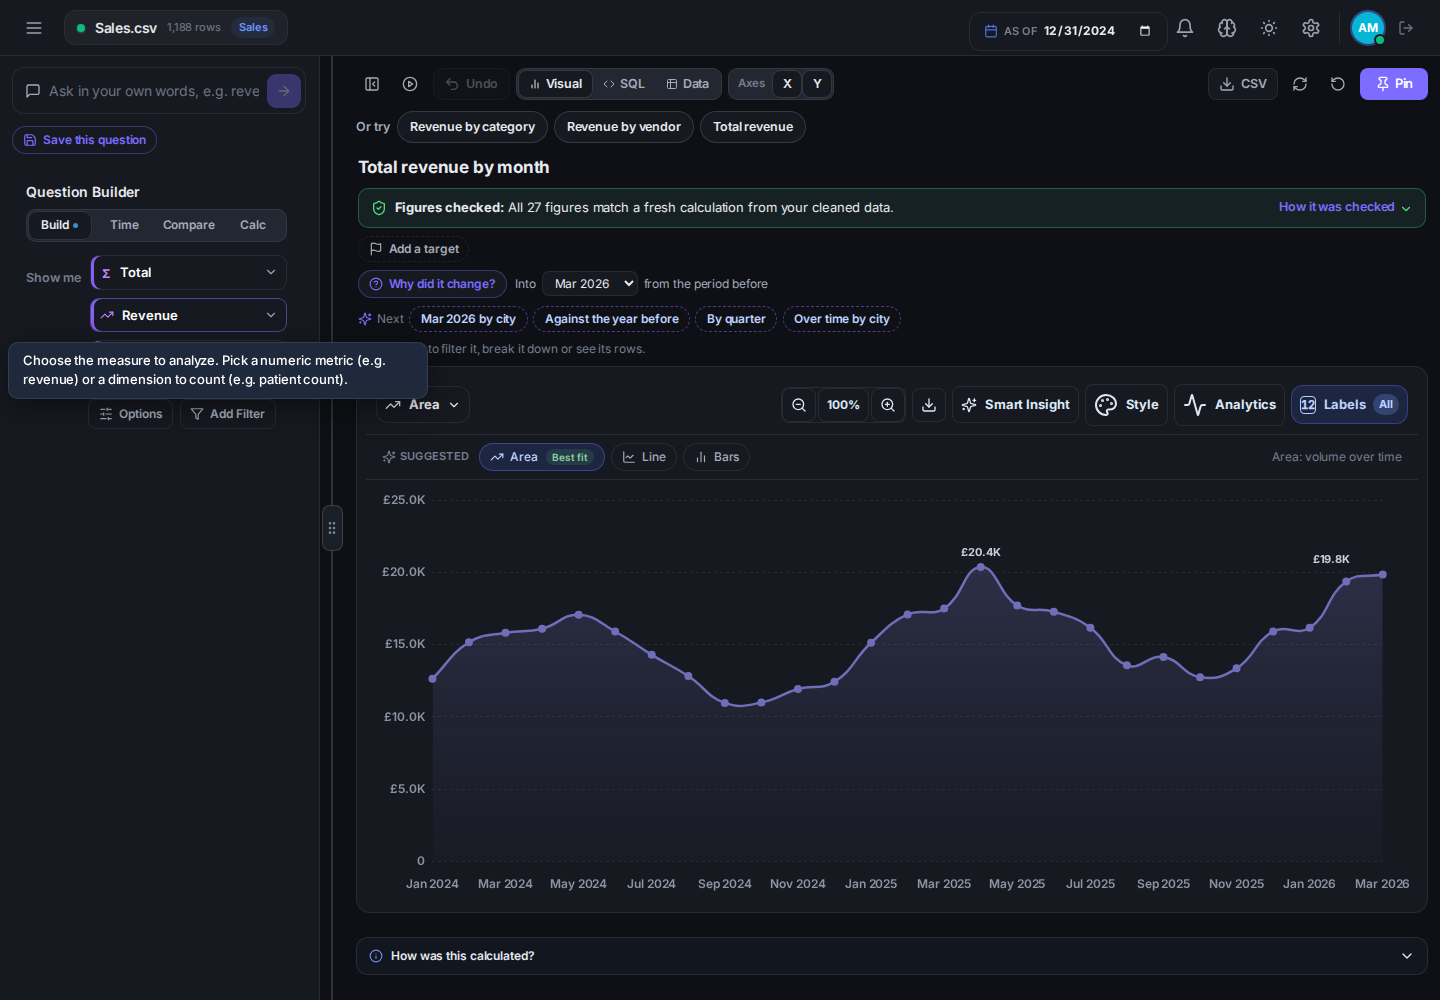 Sales.csv 1,188 rows Sales
AS OF 12/31/2024
AM
Ask in your own words, e.g. reve
Save this question
Undo Visual SQL Data Axes X Y CSV Pin
Or try Revenue by category Revenue by vendor Total revenue
Total revenue by month
Figures checked: All 27 figures match a fresh calculation from your cleaned data. How it was checked
Question Builder
Build Time Compare Calc
Add a target
Show me Total
Why did it change? Into Mar 2026 from the period before
Revenue
Next Mar 2026 by city Against the year before By quarter Over time by city
to filter it, break it down or see its rows.
Choose the measure to analyze. Pick a numeric metric (e.g.
revenue) or a dimension to count (e.g. patient count).
Options Add Filter
Area 100% Smart Insight Style Analytics 12 Labels All
SUGGESTED Area Best fit Line Bars Area: volume over time
£25.0K
£20.4K
£19.8K
£20.0K
£15.0K
£10.0K
£5.0K
0
Jan 2024 Mar 2024 May 2024 Jul 2024 Sep 2024 Nov 2024 Jan 2025 Mar 2025 May 2025 Jul 2025 Sep 2025 Nov 2025 Jan 2026 Mar 2026
How was this calculated?